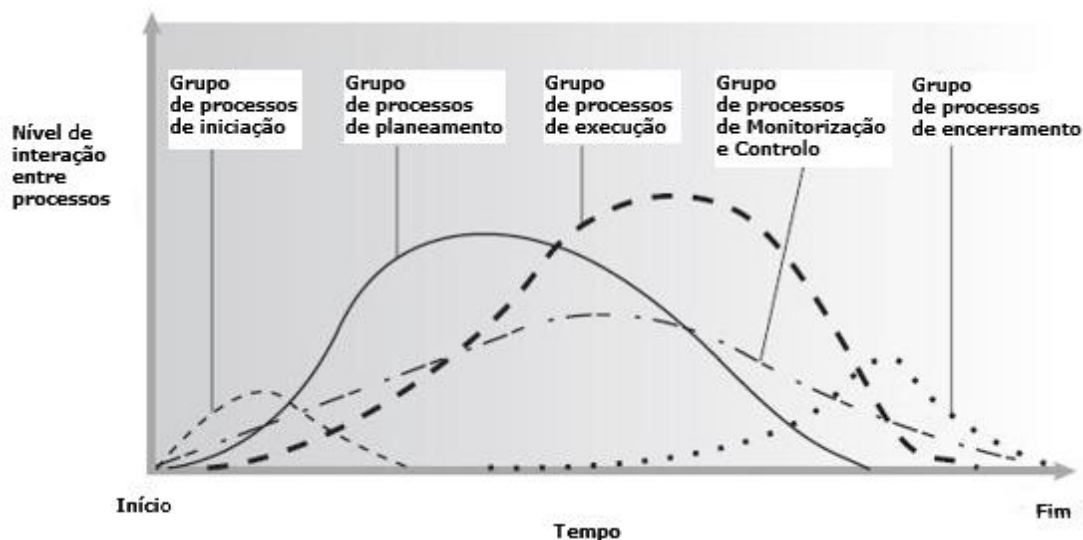 Grupo
de processos
de iniciação
Grupo
de processos
de planeamento
Grupo
de processos
de execução
Grupo
de processos
de Monitorização
e Controlo
Grupo
de processos
de encerramento
Nível de
interação
entre
processos
Início
Tempo
Fim